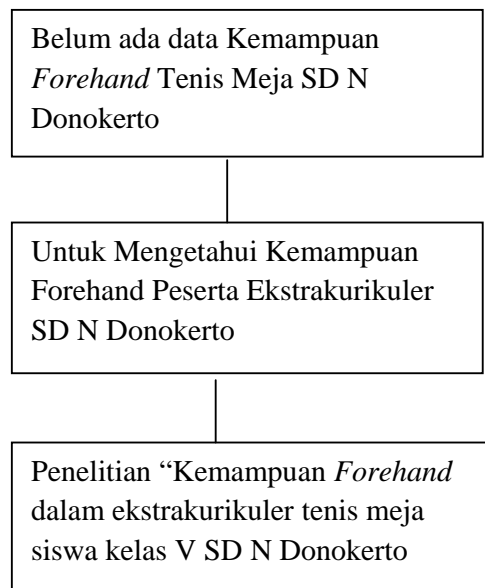 Belum ada data Kemampuan
Forehand Tenis Meja SD N
Donokerto
Untuk Mengetahui Kemampuan
Forehand Peserta Ekstrakurikuler
SD N Donokerto
Penelitian “Kemampuan Forehand
dalam ekstrakurikuler tenis meja
siswa kelas V SD N Donokerto